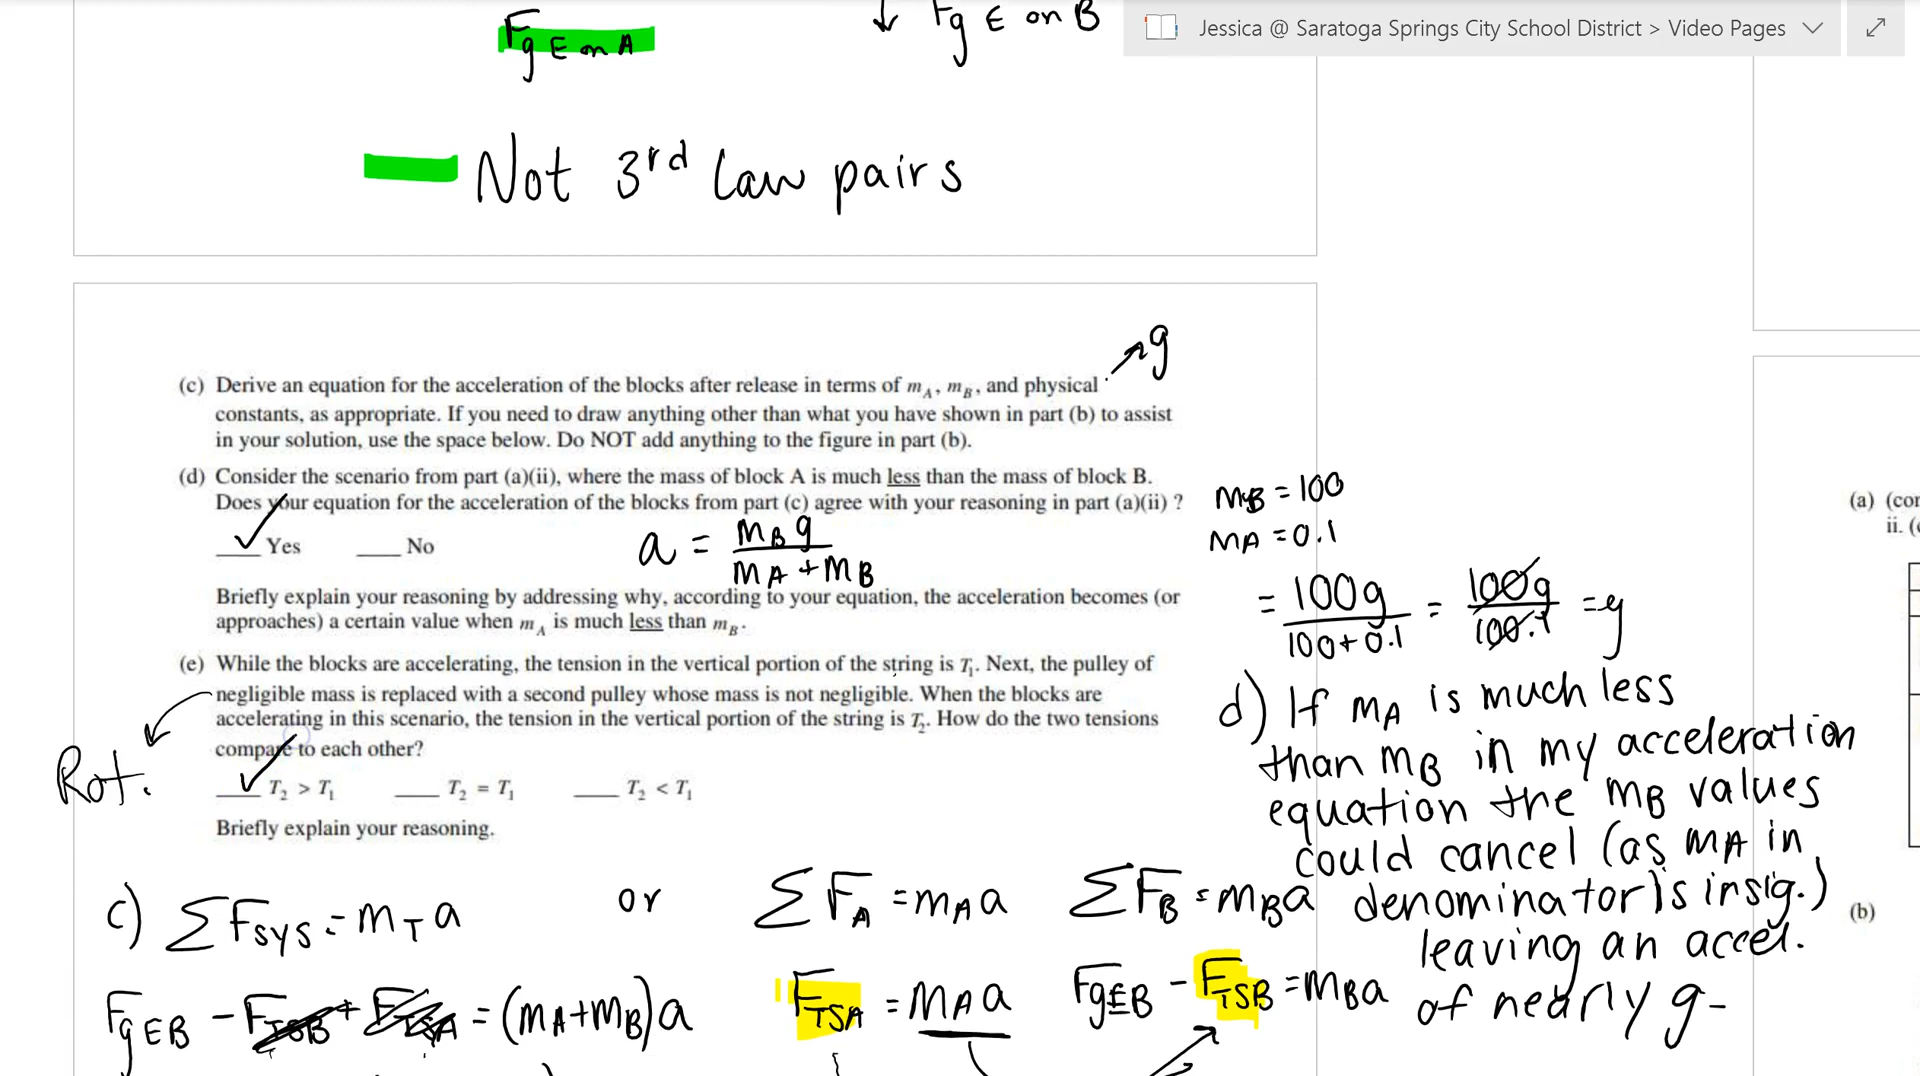 Fg E on A
↓ Fg E on B
Jessica @ Saratoga Springs City School District > Video Pages
Not 3rd Law pairs
g
(c) Derive an equation for the acceleration of the blocks after release in terms of mA, mB, and physical
constants, as appropriate. If you need to draw anything other than what you have shown in part (b) to assist
in your solution, use the space below. Do NOT add anything to the figure in part (b).
(d) Consider the scenario from part (a)(ii), where the mass of block A is much less than the mass of block B.
Does your equation for the acceleration of the blocks from part (c) agree with your reasoning in part (a)(ii) ?
✓ Yes ___ No
a = mB g / mA + mB
Briefly explain your reasoning by addressing why, according to your equation, the acceleration becomes (or
approaches) a certain value when mA is much less than mB.
(e) While the blocks are accelerating, the tension in the vertical portion of the string is T1. Next, the pulley of
negligible mass is replaced with a second pulley whose mass is not negligible. When the blocks are
accelerating in this scenario, the tension in the vertical portion of the string is T2. How do the two tensions
compare to each other?
Rot.
✓ T2 > T1 ___ T2 = T1 ___ T2 < T1
Briefly explain your reasoning.
mB = 100
mA = 0.1
= 100g / 100 + 0.1 = 100g / 100.1 = g
d) If mA is much less
than mB in my acceleration
equation the mB values
could cancel (as mA in
denominator is insig.)
leaving an accel.
of nearly g-
c) ΣFsys = mT a or ΣFA = mA a ΣFB = mB a
FgEB - FTSB + FTSA = (mA+mB)a FTSA = mA a FgEB - FTSB = mB a
(a) (cor
ii. (
(b)